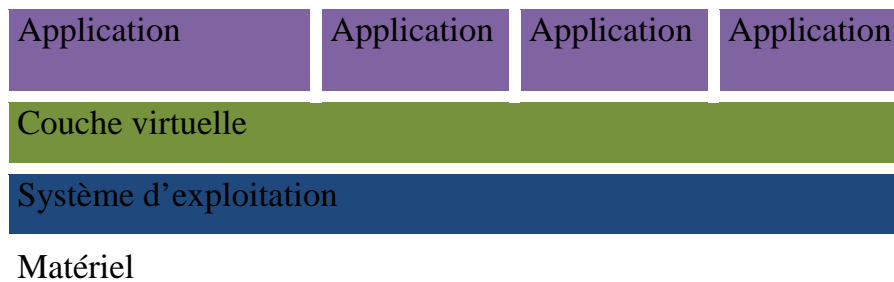 Application Application Application Application
Couche virtuelle
Système d'exploitation
Matériel